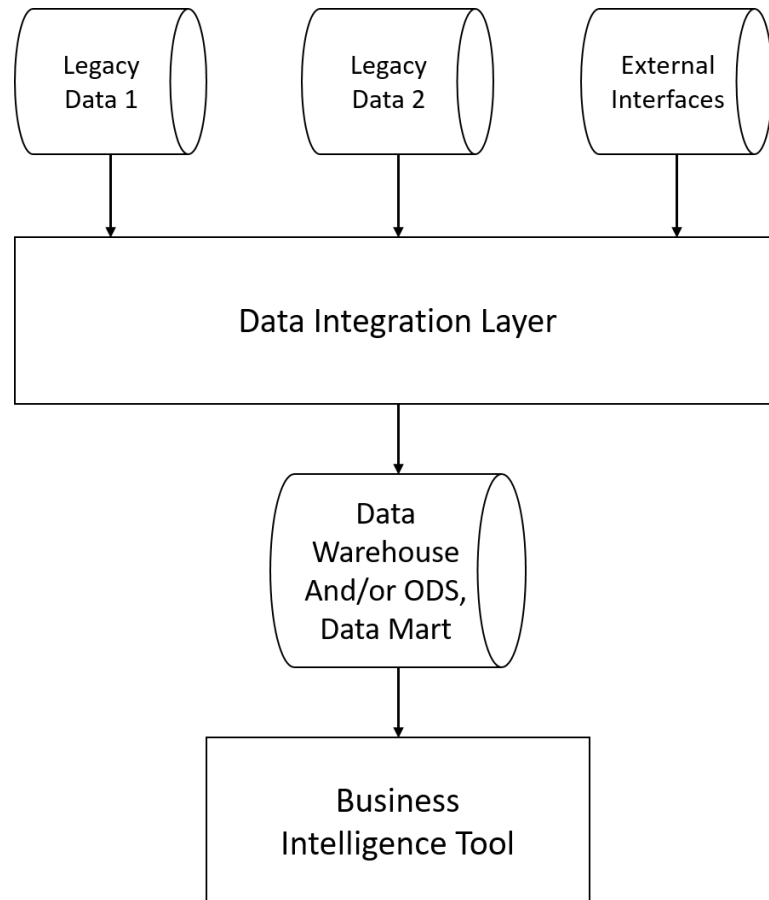 Legacy
Data 1
Legacy
Data 2
External
Interfaces
Data Integration Layer
Data
Warehouse
And/or ODS,
Data Mart
Business
Intelligence Tool